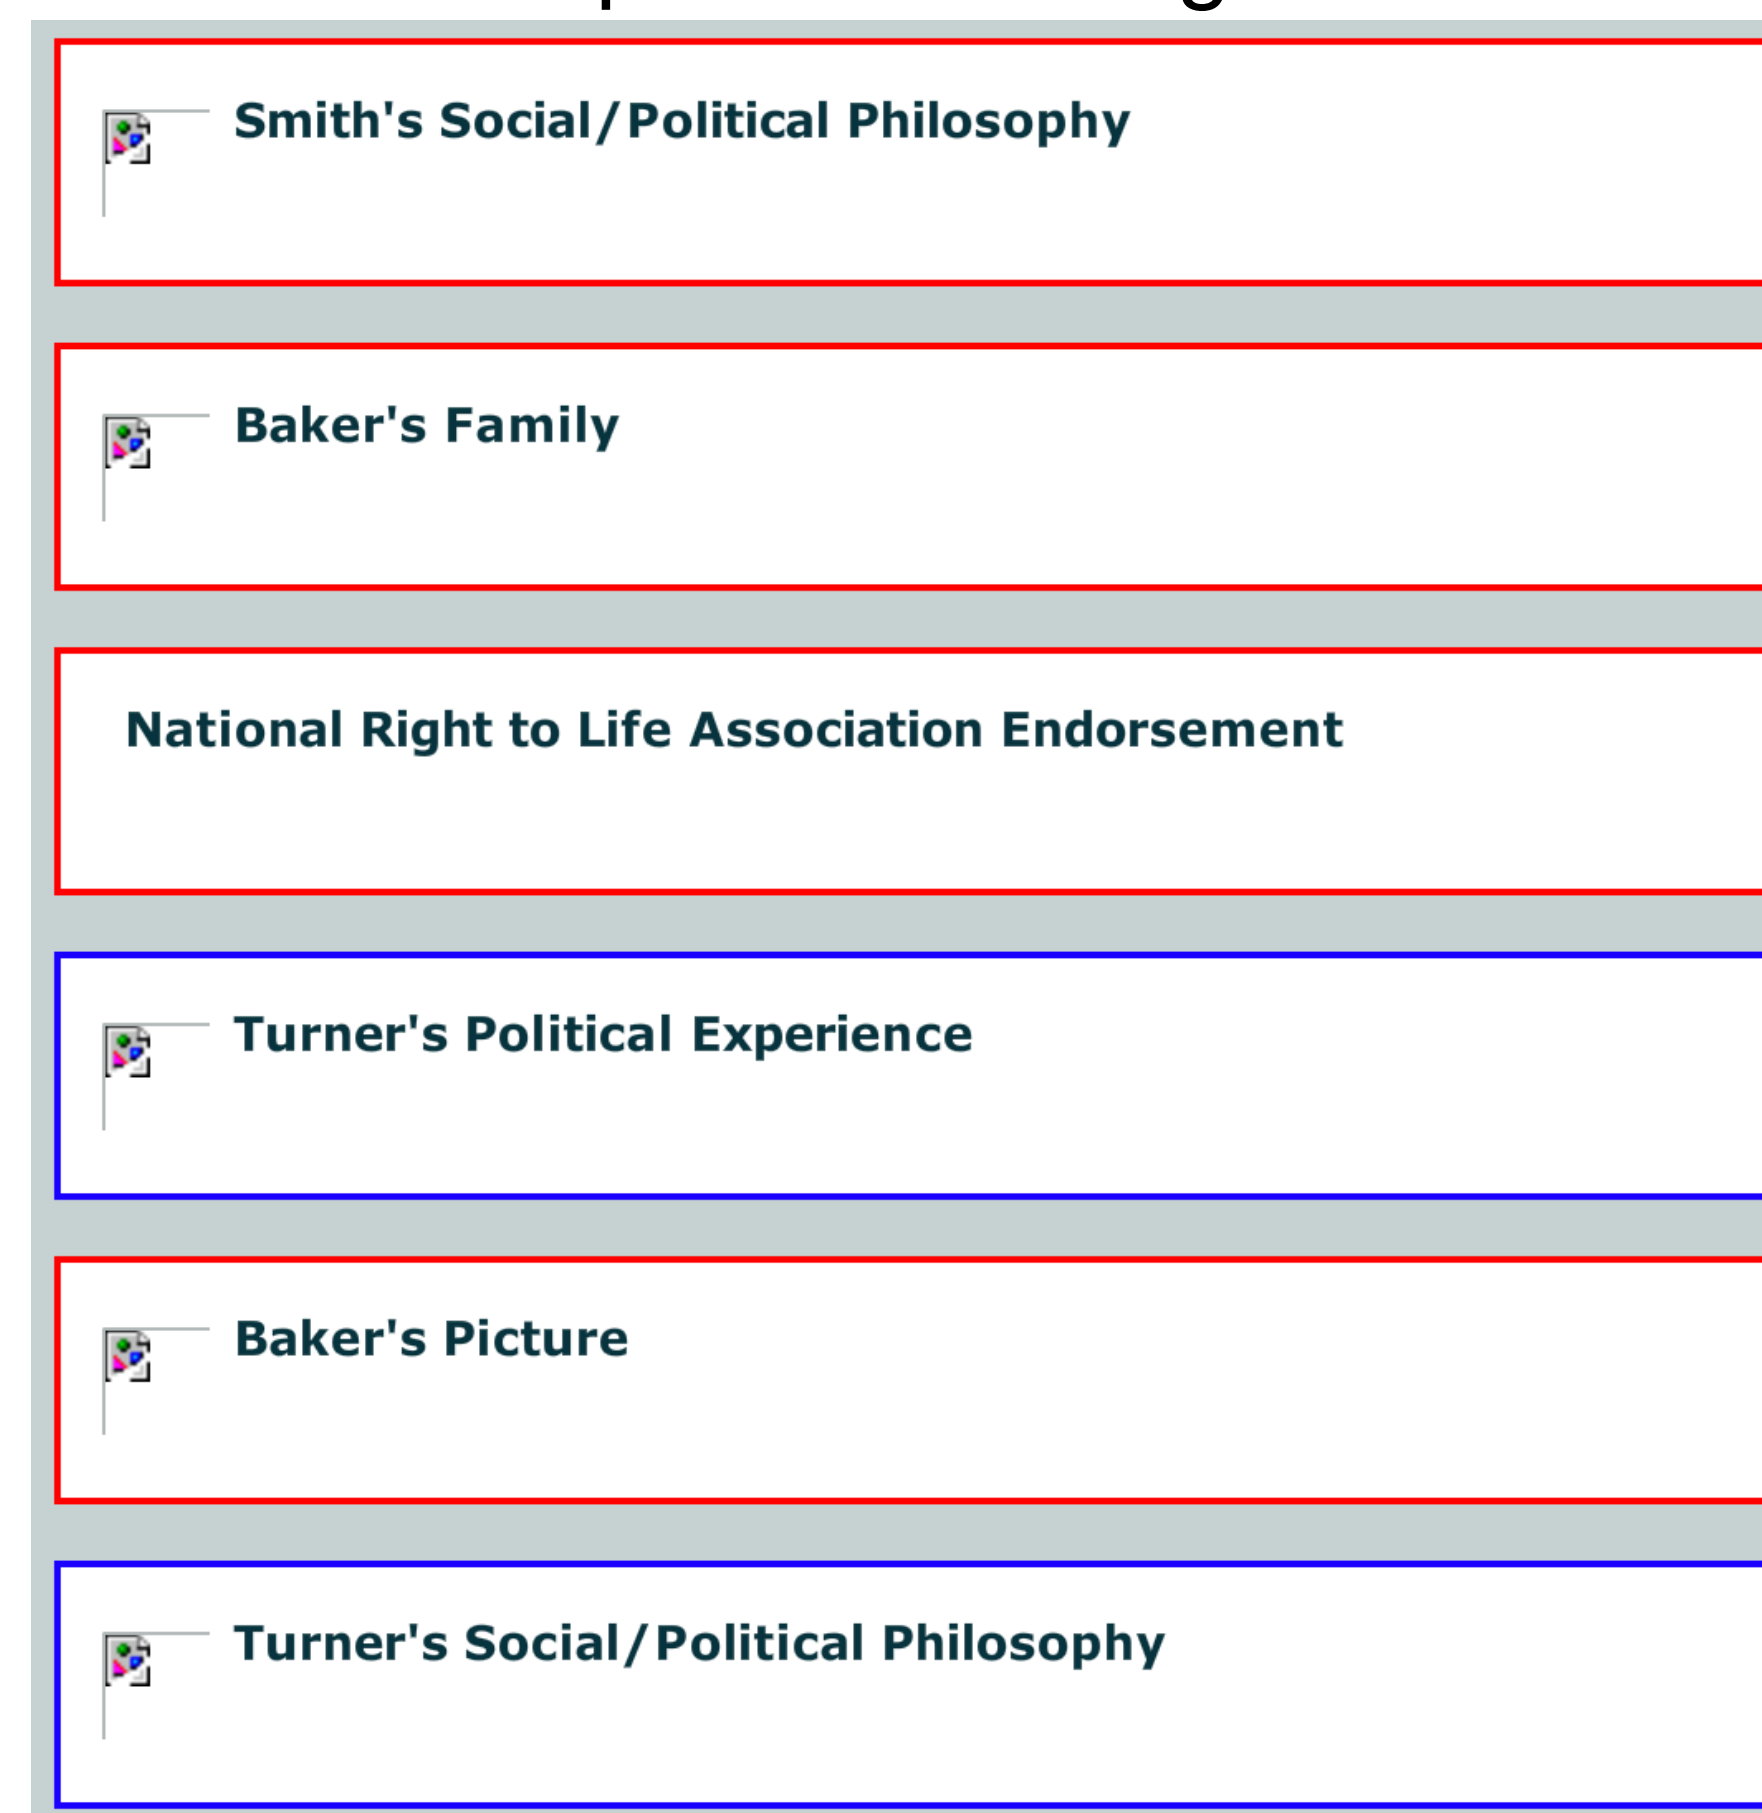 Smith's Social/Political Philosophy
Baker's Family
National Right to Life Association Endorsement
Turner's Political Experience
Baker's Picture
Turner's Social/Political Philosophy